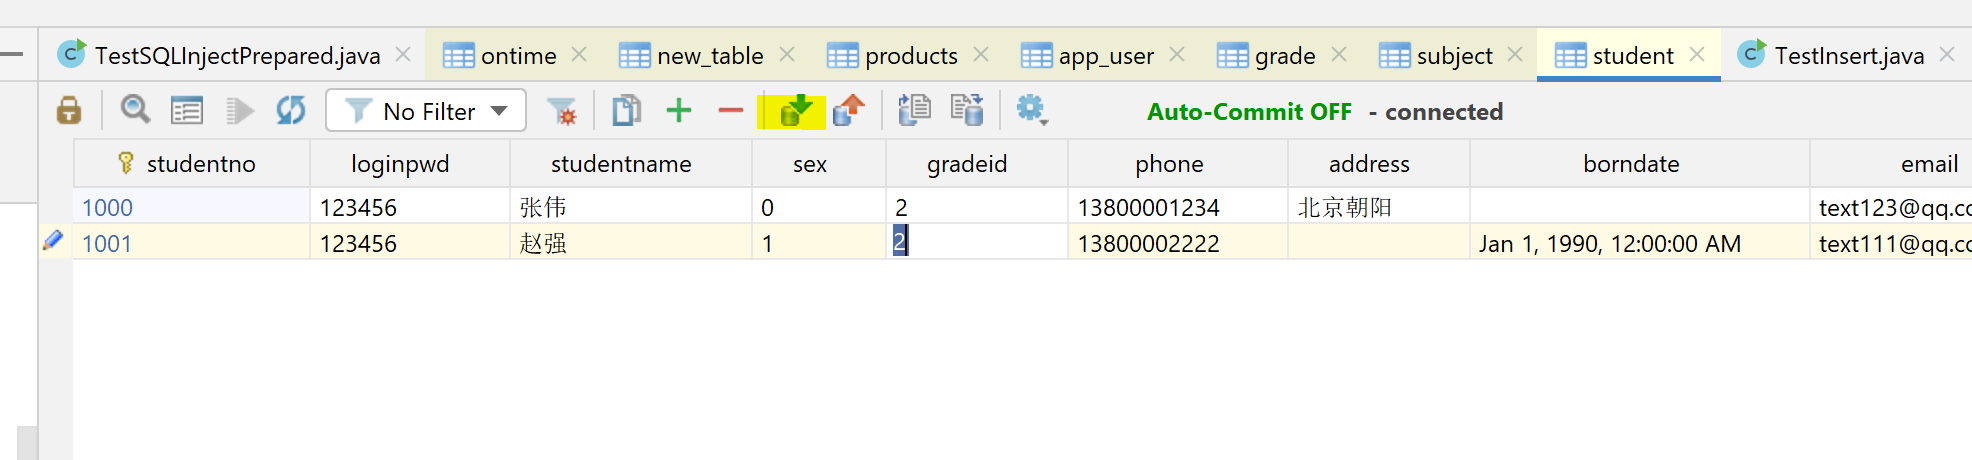 TestSQLInjectPrepared.java ontime new_table products app_user grade subject student TestInsert.java
No Filter Auto-Commit OFF - connected
studentno loginpwd studentname sex gradeid phone address borndate email
1000 123456 张伟 0 2 13800001234 北京朝阳 text123@qq.co
1001 123456 赵强 1 2 13800002222 Jan 1, 1990, 12:00:00 AM text111@qq.co